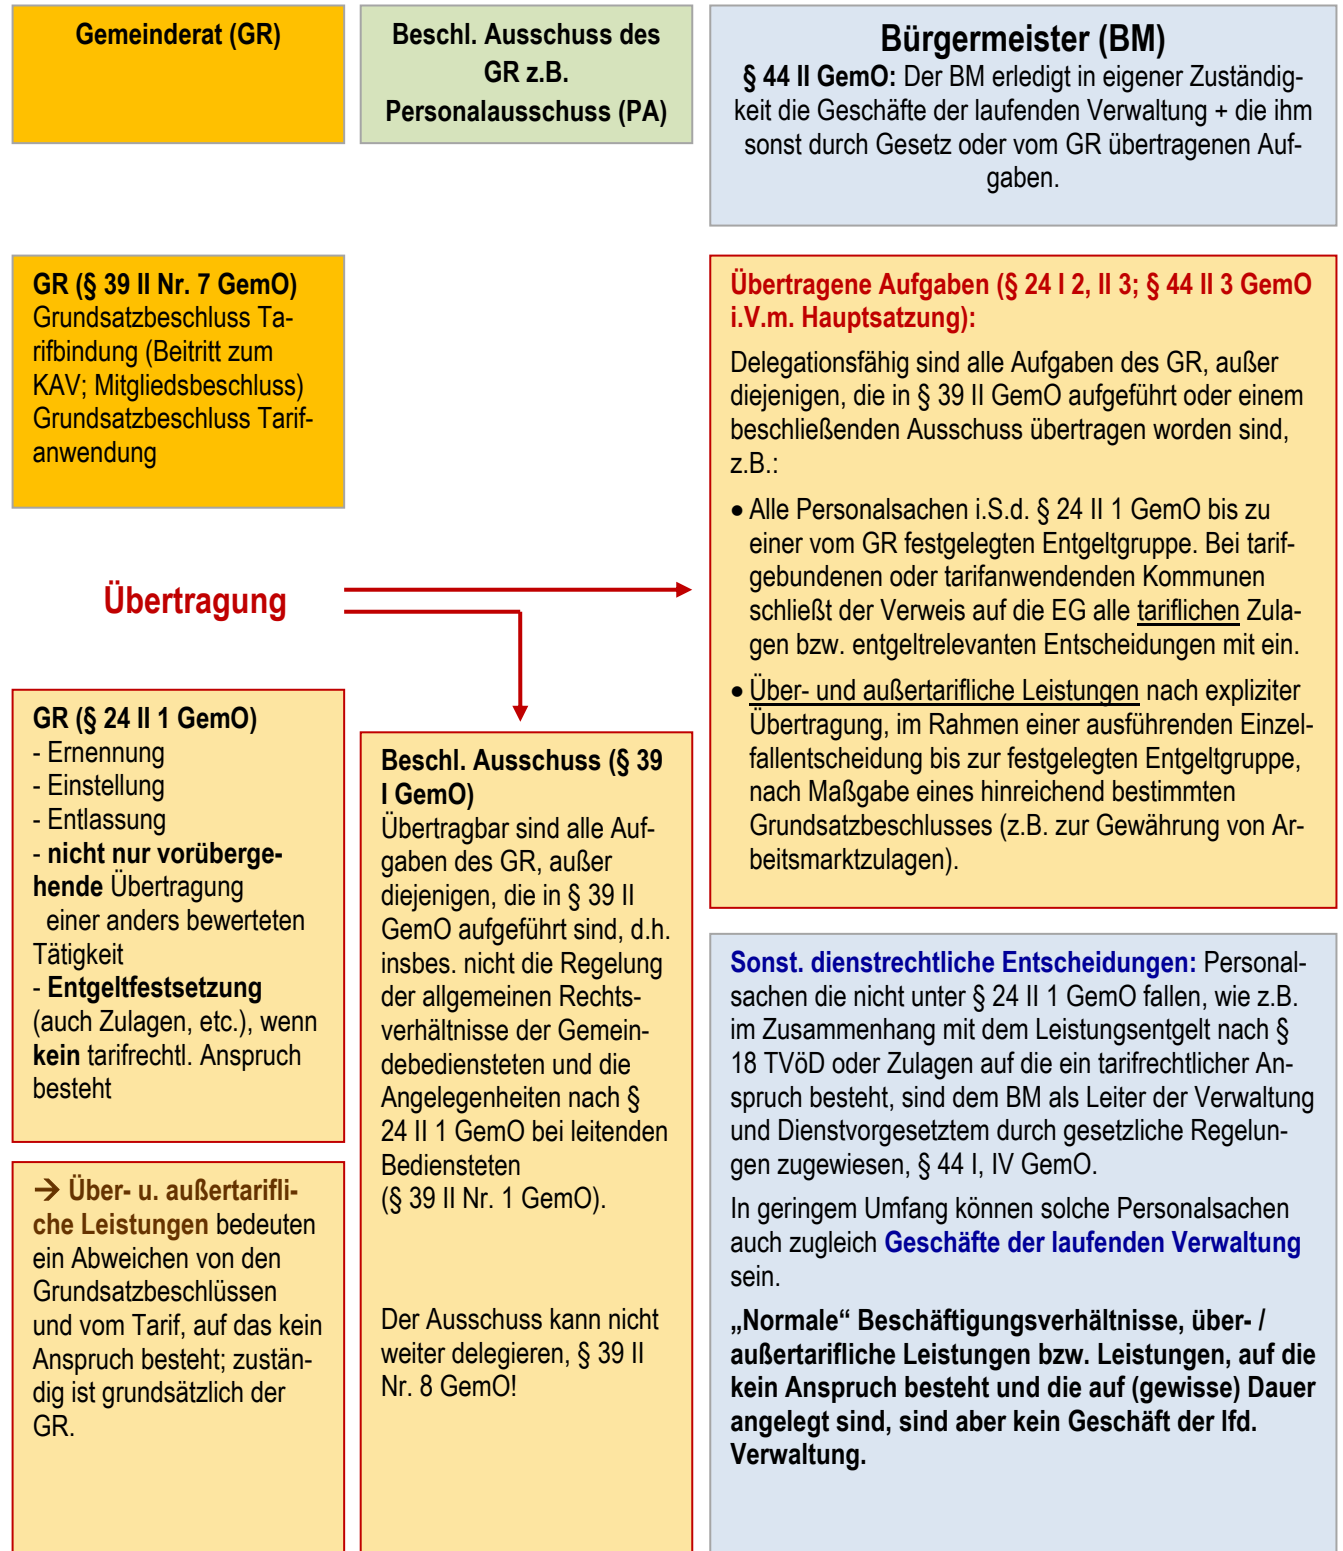 Gemeinderat (GR)
Beschl. Ausschuss des
GR z.B.
Personalausschuss (PA)
Bürgermeister (BM)
§ 44 II GemO: Der BM erledigt in eigener Zuständig-
keit die Geschäfte der laufenden Verwaltung + die ihm
sonst durch Gesetz oder vom GR übertragenen Auf-
gaben.
GR (§ 39 II Nr. 7 GemO)
Grundsatzbeschluss Ta-
rifbindung (Beitritt zum
KAV; Mitgliedsbeschluss)
Grundsatzbeschluss Tarif-
anwendung
Übertragung
GR (§ 24 II 1 GemO)
- Ernennung
- Einstellung
- Entlassung
- nicht nur vorüberge-
hende Übertragung
einer anders bewerteten
Tätigkeit
- Entgeltfestsetzung
(auch Zulagen, etc.), wenn
kein tarifrechtl. Anspruch
besteht
→ Über- u. außertarifli-
che Leistungen bedeuten
ein Abweichen von den
Grundsatzbeschlüssen
und vom Tarif, auf das kein
Anspruch besteht; zustän-
dig ist grundsätzlich der
GR.
Beschl. Ausschuss (§ 39
I GemO)
Übertragbar sind alle Auf-
gaben des GR, außer
diejenigen, die in § 39 II
GemO aufgeführt sind, d.h.
insbes. nicht die Regelung
der allgemeinen Rechts-
verhältnisse der Gemein-
debediensteten und die
Angelegenheiten nach §
24 II 1 GemO bei leitenden
Bediensteten
(§ 39 II Nr. 1 GemO).
Der Ausschuss kann nicht
weiter delegieren, § 39 II
Nr. 8 GemO!
Übertragene Aufgaben (§ 24 I 2, II 3; § 44 II 3 GemO
i.V.m. Hauptsatzung):
Delegationsfähig sind alle Aufgaben des GR, außer
diejenigen, die in § 39 II GemO aufgeführt oder einem
beschließenden Ausschuss übertragen worden sind,
z.B.:
• Alle Personalsachen i.S.d. § 24 II 1 GemO bis zu
einer vom GR festgelegten Entgeltgruppe. Bei tarif-
gebundenen oder tarifanwendenden Kommunen
schließt der Verweis auf die EG alle tariflichen Zula-
gen bzw. entgeltrelevanten Entscheidungen mit ein.
• Über- und außertarifliche Leistungen nach expliziter
Übertragung, im Rahmen einer ausführenden Einzel-
fallentscheidung bis zur festgelegten Entgeltgruppe,
nach Maßgabe eines hinreichend bestimmten
Grundsatzbeschlusses (z.B. zur Gewährung von Ar-
beitsmarktzulagen).
Sonst. dienstrechtliche Entscheidungen: Personal-
sachen die nicht unter § 24 II 1 GemO fallen, wie z.B.
im Zusammenhang mit dem Leistungsentgelt nach §
18 TVöD oder Zulagen auf die ein tarifrechtlicher An-
spruch besteht, sind dem BM als Leiter der Verwaltung
und Dienstvorgesetztem durch gesetzliche Regelun-
gen zugewiesen, § 44 I, IV GemO.
In geringem Umfang können solche Personalsachen
auch zugleich Geschäfte der laufenden Verwaltung
sein.
„Normale“ Beschäftigungsverhältnisse, über- /
außertarifliche Leistungen bzw. Leistungen, auf die
kein Anspruch besteht und die auf (gewisse) Dauer
angelegt sind, sind aber kein Geschäft der lfd.
Verwaltung.